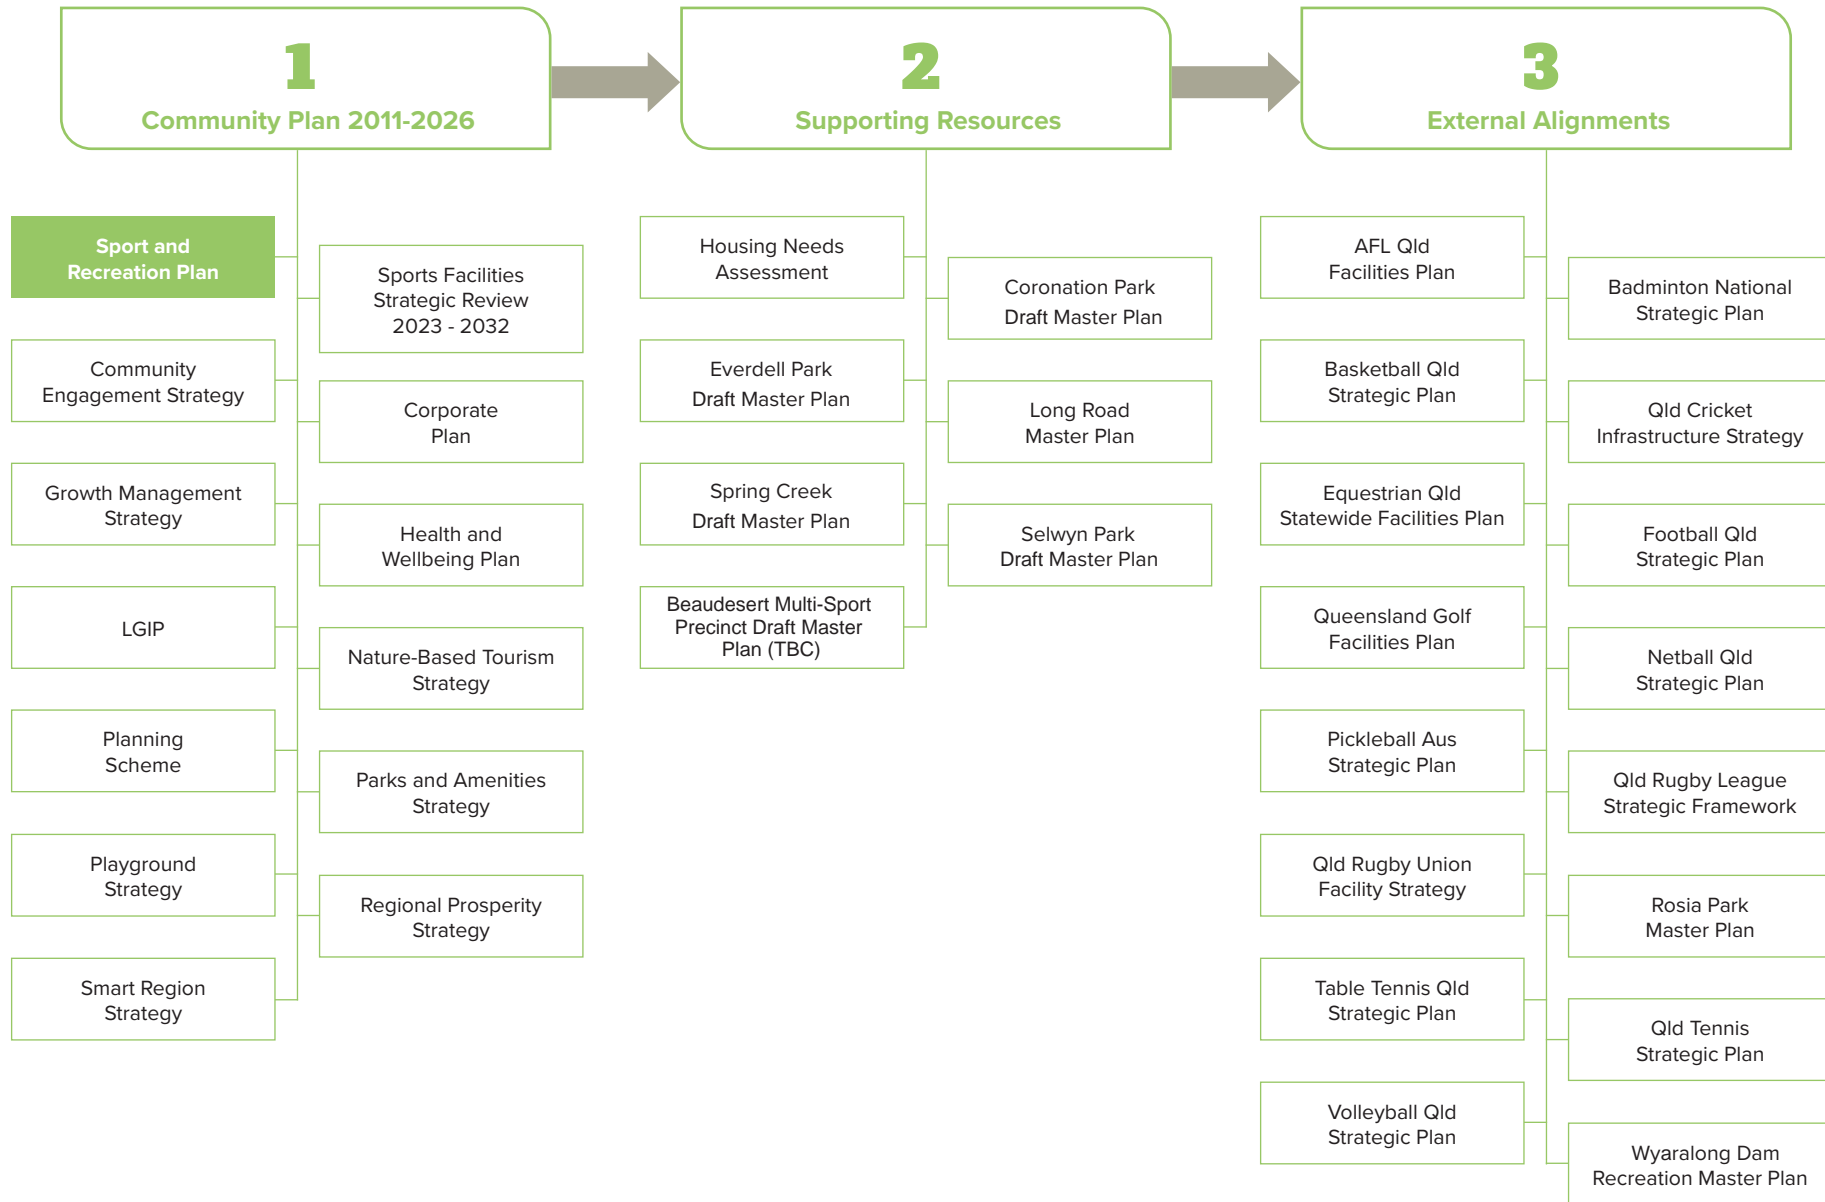 1
Community Plan 2011-2026
Sport and
Recreation Plan
Sports Facilities
Strategic Review
2023 - 2032
Community
Engagement Strategy
Corporate
Plan
Growth Management
Strategy
Health and
Wellbeing Plan
LGIP
Nature-Based Tourism
Strategy
Planning
Scheme
Parks and Amenities
Strategy
Playground
Strategy
Regional Prosperity
Strategy
Smart Region
Strategy
2
Supporting Resources
Housing Needs
Assessment
Coronation Park
Draft Master Plan
Everdell Park
Draft Master Plan
Long Road
Master Plan
Spring Creek
Draft Master Plan
Selwyn Park
Draft Master Plan
Beaudesert Multi-Sport
Precinct Draft Master
Plan (TBC)
3
External Alignments
AFL Qld
Facilities Plan
Badminton National
Strategic Plan
Basketball Qld
Strategic Plan
Qld Cricket
Infrastructure Strategy
Equestrian Qld
Statewide Facilities Plan
Football Qld
Strategic Plan
Queensland Golf
Facilities Plan
Netball Qld
Strategic Plan
Pickleball Aus
Strategic Plan
Qld Rugby League
Strategic Framework
Qld Rugby Union
Facility Strategy
Rosia Park
Master Plan
Table Tennis Qld
Strategic Plan
Qld Tennis
Strategic Plan
Volleyball Qld
Strategic Plan
Wyaralong Dam
Recreation Master Plan